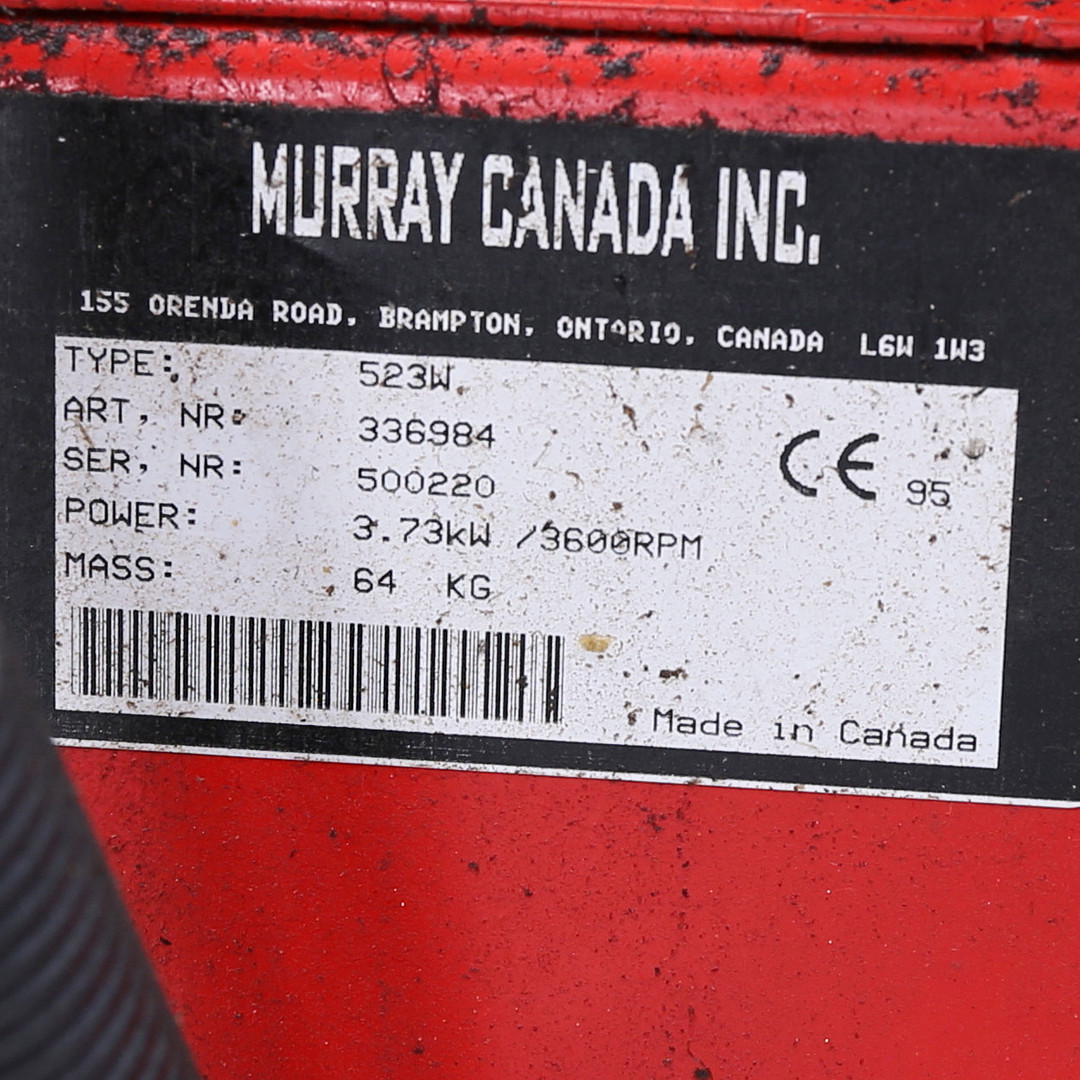 MURRAY CANADA INC.
155 ORENDA ROAD, BRAMPTON, ONTARIO, CANADA L6W 1W3
TYPE: 523W
ART, NR: 336984
SER, NR: 500220
POWER: 3.73kW /3600RPM
MASS: 64 KG
CE 95
Made in Canada